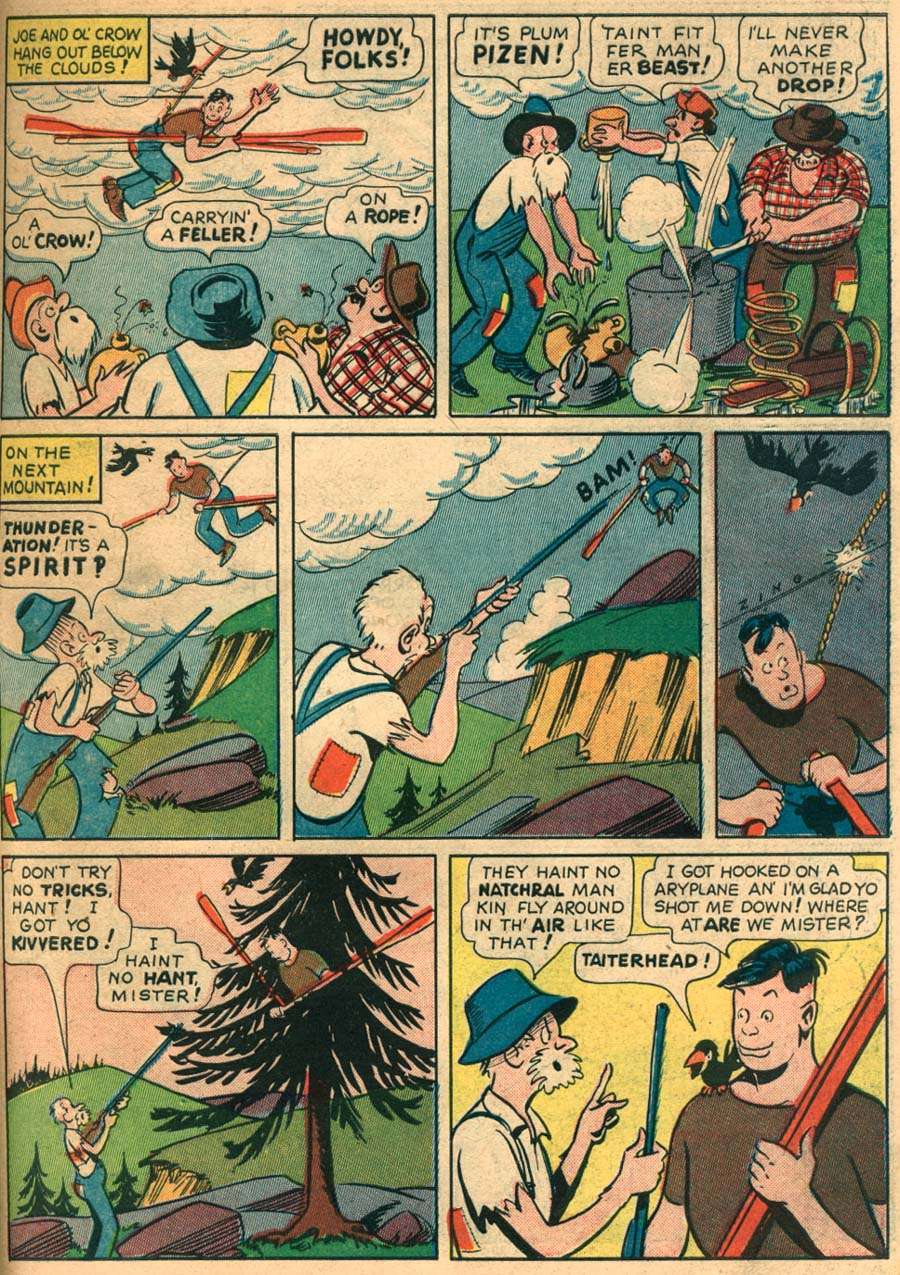 JOE AND OL' CROW
HANG OUT BELOW
THE CLOUDS!
HOWDY,
FOLKS!
A
OL' CROW!
CARRYIN'
A FELLER!
ON
A ROPE!
IT'S PLUM
PIZEN!
'TAINT FIT
FER MAN
ER BEAST!
I'LL NEVER
MAKE
ANOTHER
DROP!
ON THE
NEXT
MOUNTAIN!
THUNDER-
ATION! IT'S A
SPIRIT?
BAM!
ZING
DON'T TRY
NO TRICKS,
HANT! I
GOT YO'
KIVVERED!
I
HAINT
NO HANT,
MISTER!
THEY HAINT NO
NATCHRAL MAN
KIN FLY AROUND
IN TH' AIR LIKE
THAT!
I GOT HOOKED ON A
ARYPLANE AN' I'M GLAD YO
SHOT ME DOWN! WHERE
AT ARE WE MISTER?
TAITERHEAD!